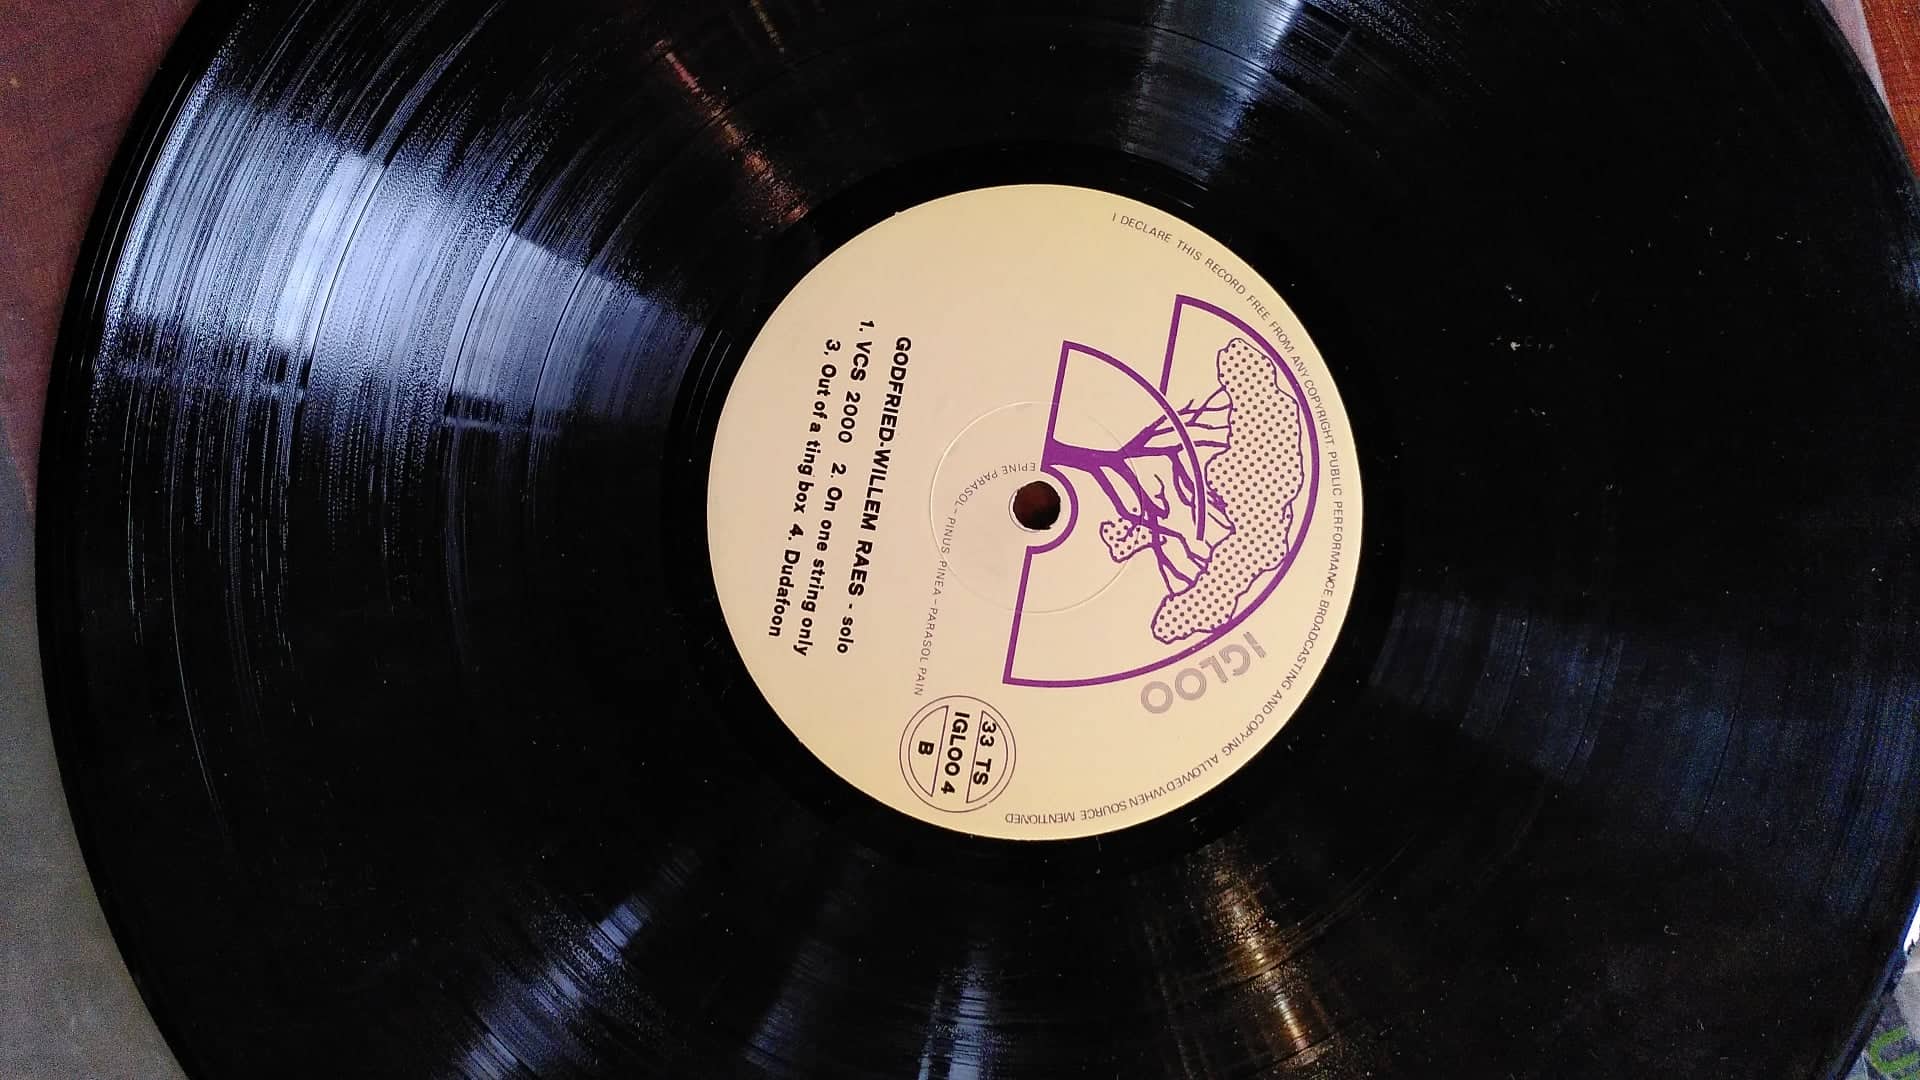 I DECLARE THIS RECORD FREE FROM ANY COPYRIGHT. PUBLIC PERFORMANCE BROADCASTING AND COPYING ALLOWED WHEN SOURCE MENTIONED
IGLOO
EPINE PARASOL - PINUS PINEA - PARASOL PAIN
33 TS
IGLOO 4
B
GODFRIED-WILLEM RAES - solo
1. VCS 2000 2. On one string only
3. Out of a ting box 4. Dudafoon